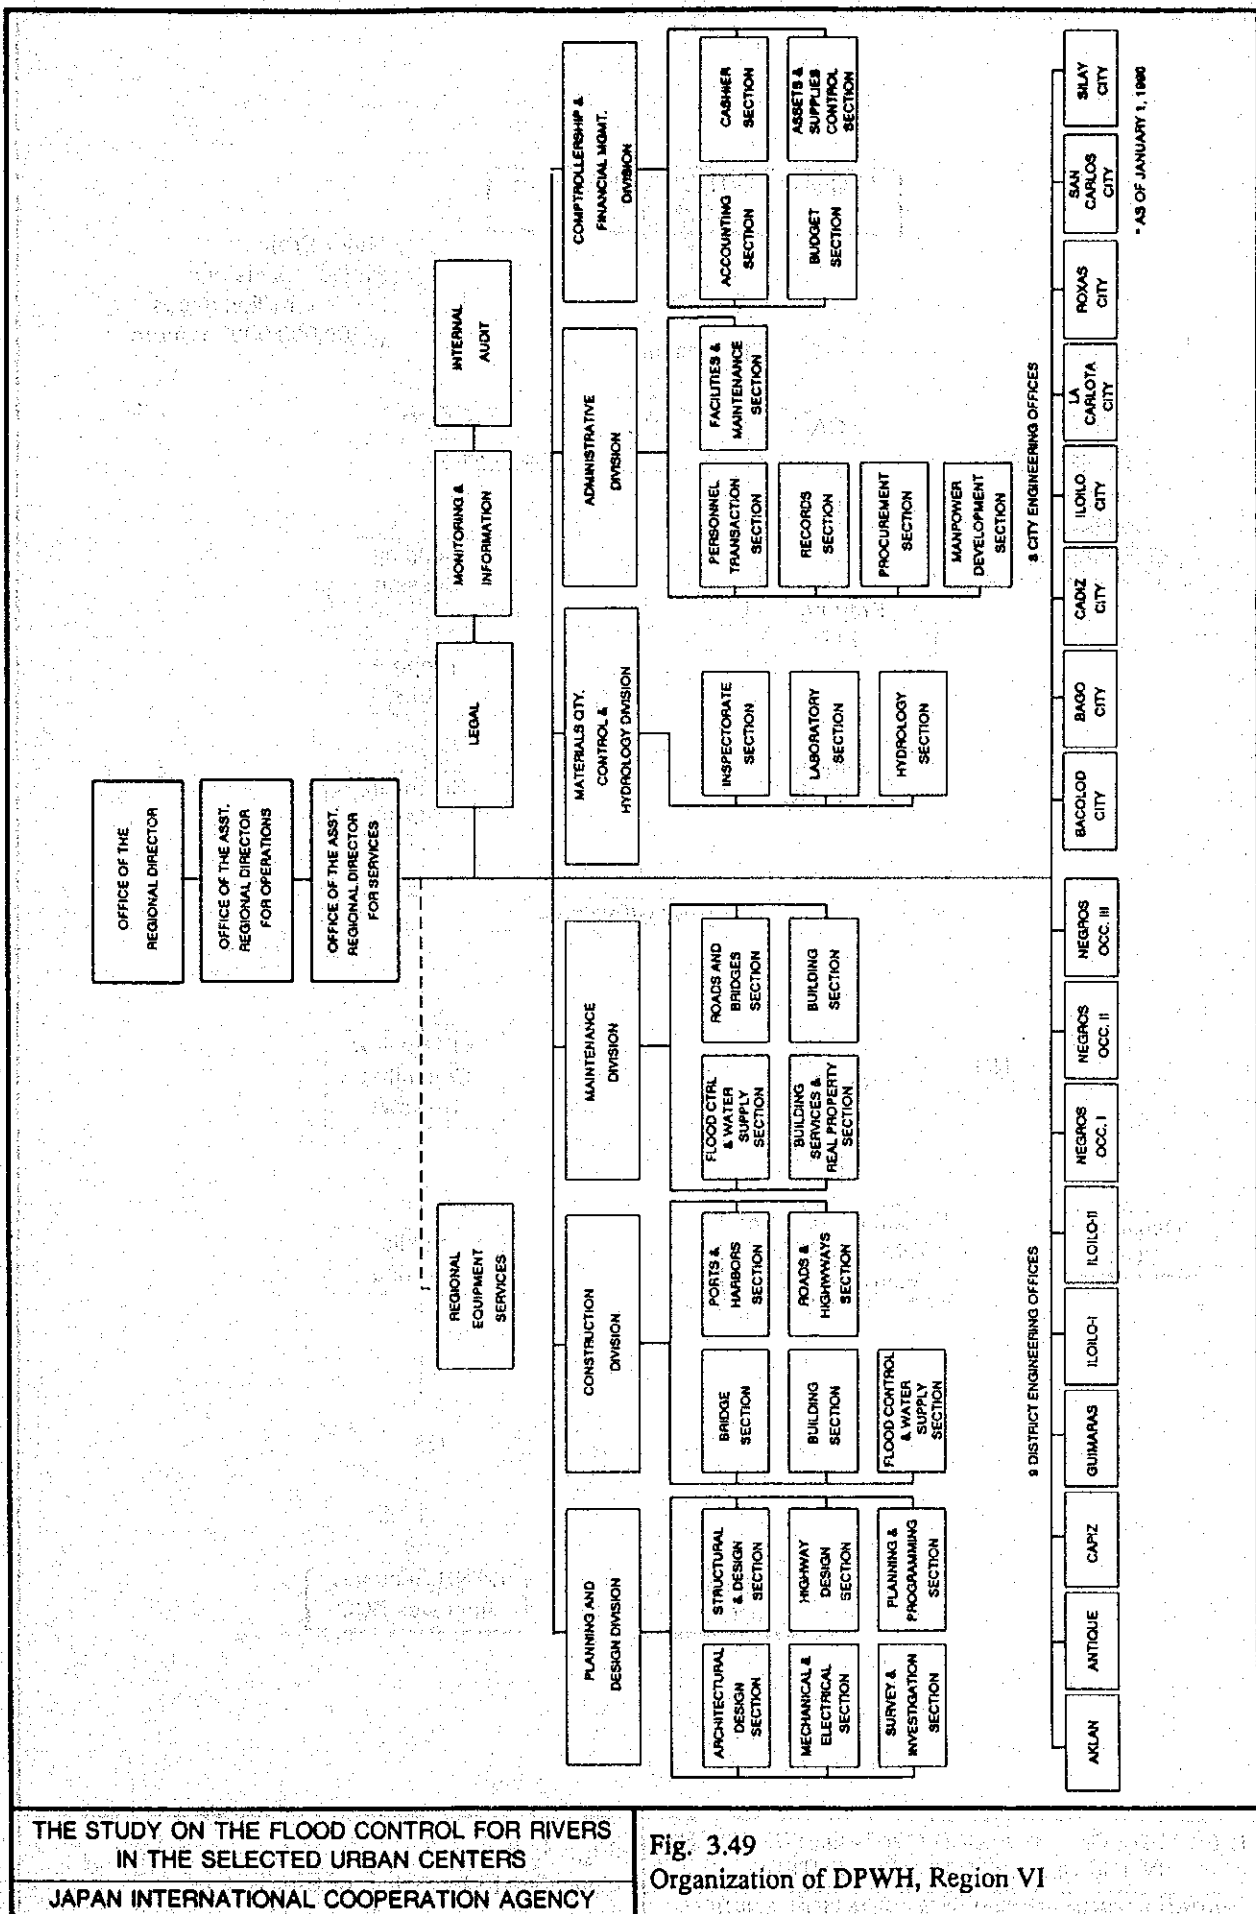 OFFICE OF THE
REGIONAL DIRECTOR
OFFICE OF THE ASST.
REGIONAL DIRECTOR
FOR OPERATIONS
OFFICE OF THE ASST.
REGIONAL DIRECTOR
FOR SERVICES
REGIONAL
EQUIPMENT
SERVICES
LEGAL
MONITORING &
INFORMATION
INTERNAL
AUDIT
PLANNING AND
DESIGN DIVISION
CONSTRUCTION
DIVISION
MAINTENANCE
DIVISION
MATERIALS QTY.
CONTROL &
HYDROLOGY DIVISION
ADMINISTRATIVE
DIVISION
COMPTROLLERSHIP &
FINANCIAL MGMT.
DIVISION
ARCHITECTURAL
DESIGN
SECTION
STRUCTURAL
& DESIGN
SECTION
MECHANICAL &
ELECTRICAL
SECTION
HIGHWAY
DESIGN
SECTION
SURVEY &
INVESTIGATION
SECTION
PLANNING &
PROGRAMMING
SECTION
BRIDGE
SECTION
PORTS &
HARBORS
SECTION
BUILDING
SECTION
ROADS &
HIGHWWAYS
SECTION
FLOOD CONTROL
& WATER
SUPPLY
SECTION
FLOOD CTRL
& WATER
SUPPLY
SECTION
ROADS AND
BRIDGES
SECTION
BUILDING
SERVICES &
REAL PROPERTY
SECTION
BUILDING
SECTION
INSPECTORATE
SECTION
LABORATORY
SECTION
HYDROLOGY
SECTION
PERSONNEL
TRANSACTION
SECTION
FACILITIES &
MAINTENANCE
SECTION
RECORDS
SECTION
PROCUREMENT
SECTION
MANPOWER
DEVELOPMENT
SECTION
ACCOUNTING
SECTION
CASHIER
SECTION
BUDGET
SECTION
ASSETS &
SUPPLIES
CONTROL
SECTION
9 DISTRICT ENGINEERING OFFICES
AKLAN
ANTIQUE
CAPIZ
GUIMARAS
ILOILO-I
ILOILO-II
NEGROS
OCC. I
NEGROS
OCC. II
NEGROS
OCC. III
8 CITY ENGINEERING OFFICES
BACOLOD
CITY
BAGO
CITY
CADIZ
CITY
ILOILO
CITY
LA
CARLOTA
CITY
ROXAS
CITY
SAN
CARLOS
CITY
SILAY
CITY
* AS OF JANUARY 1, 1990
THE STUDY ON THE FLOOD CONTROL FOR RIVERS
IN THE SELECTED URBAN CENTERS
JAPAN INTERNATIONAL COOPERATION AGENCY
Fig. 3.49
Organization of DPWH, Region VI